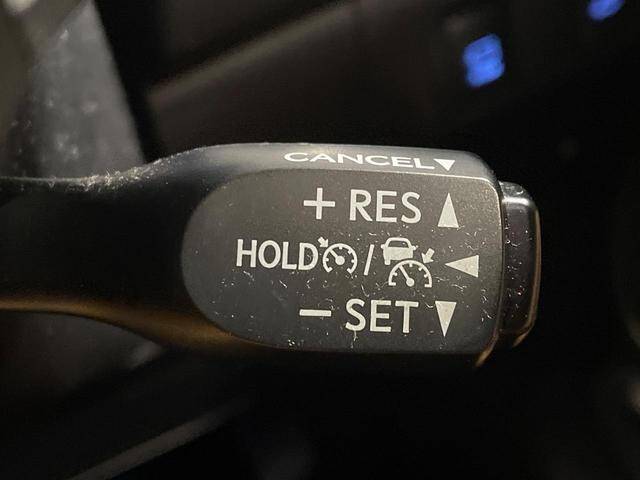 CANCEL▼
+ RES ▲
HOLD / ◀
− SET ▼